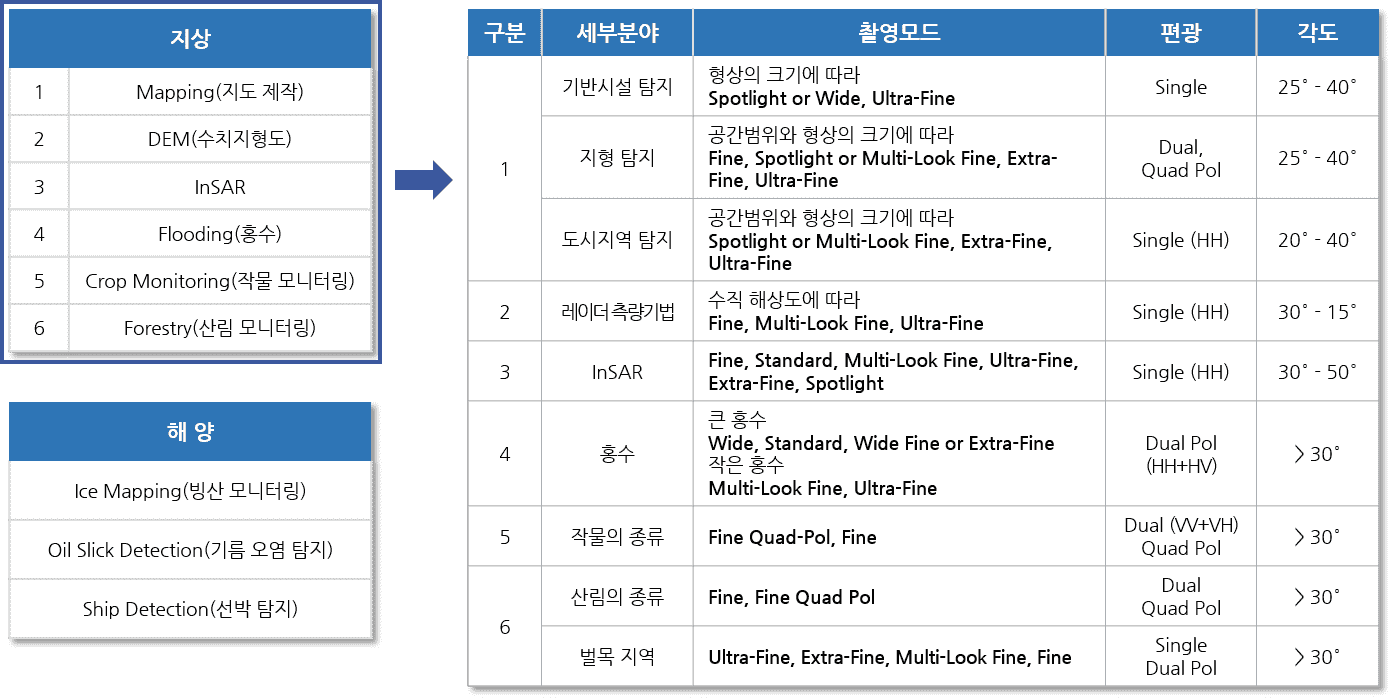 지상
1 Mapping(지도 제작)
2 DEM(수치지형도)
3 InSAR
4 Flooding(홍수)
5 Crop Monitoring(작물 모니터링)
6 Forestry(산림 모니터링)
해 양
Ice Mapping(빙산 모니터링)
Oil Slick Detection(기름 오염 탐지)
Ship Detection(선박 탐지)
구분 세부분야 촬영모드 편광 각도
1
기반시설 탐지
형상의 크기에 따라
Spotlight or Wide, Ultra-Fine
Single
25˚ - 40˚
지형 탐지
공간범위와 형상의 크기에 따라
Fine, Spotlight or Multi-Look Fine, Extra-
Fine, Ultra-Fine
Dual,
Quad Pol
25˚ - 40˚
도시지역 탐지
공간범위와 형상의 크기에 따라
Spotlight or Multi-Look Fine, Extra-Fine,
Ultra-Fine
Single (HH)
20˚ - 40˚
2
레이더 측량기법
수직 해상도에 따라
Fine, Multi-Look Fine, Ultra-Fine
Single (HH)
30˚ - 15˚
3
InSAR
Fine, Standard, Multi-Look Fine, Ultra-Fine,
Extra-Fine, Spotlight
Single (HH)
30˚ - 50˚
4
홍수
큰 홍수
Wide, Standard, Wide Fine or Extra-Fine
작은 홍수
Multi-Look Fine, Ultra-Fine
Dual Pol
(HH+HV)
> 30˚
5
작물의 종류
Fine Quad-Pol, Fine
Dual (VV+VH)
Quad Pol
> 30˚
6
산림의 종류
Fine, Fine Quad Pol
Dual
Quad Pol
> 30˚
벌목 지역
Ultra-Fine, Extra-Fine, Multi-Look Fine, Fine
Single
Dual Pol
> 30˚